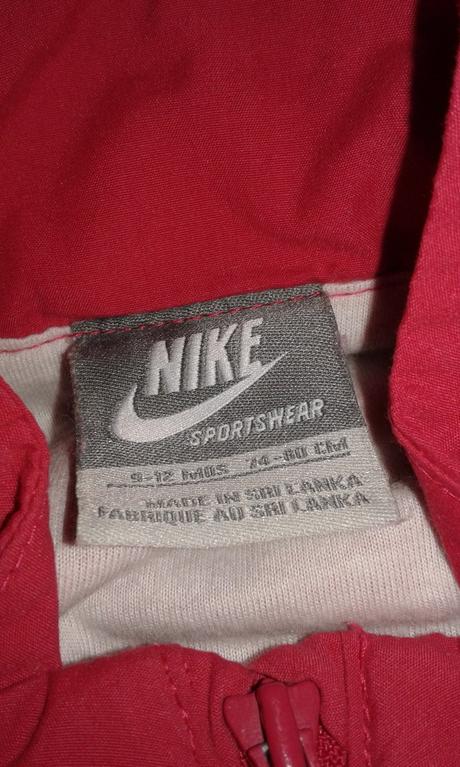 NIKE
SPORTSWEAR
9-12 MOS 74-80 CM
MADE IN SRI LANKA
FABRIQUE AU SRI LANKA